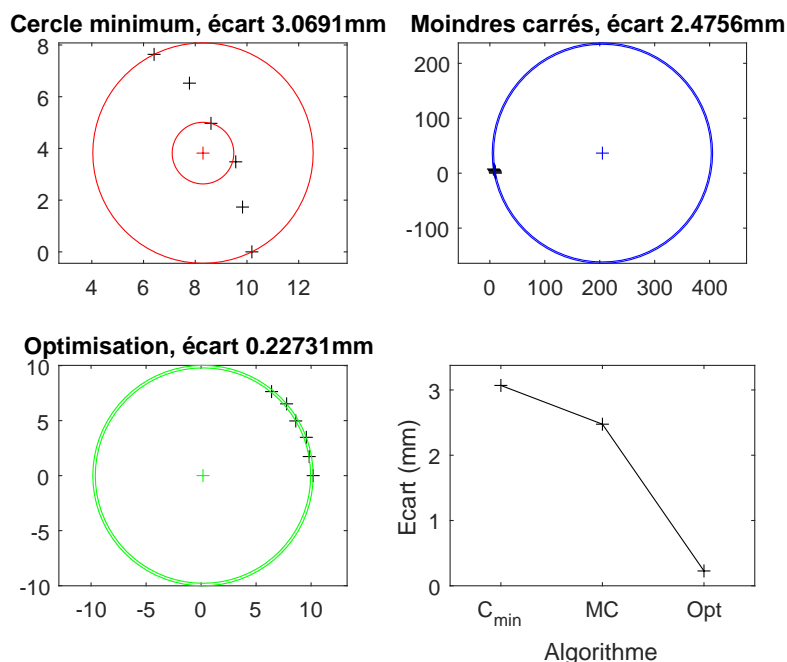 Cercle minimum, écart 3.0691mm
8
6
4
2
0
4 6 8 10 12
Moindres carrés, écart 2.4756mm
200
100
0
-100
0 100 200 300 400
Optimisation, écart 0.22731mm
10
5
0
-5
-10
-10 -5 0 5 10
Ecart (mm)
3
2
1
0
C_min MC Opt
Algorithme